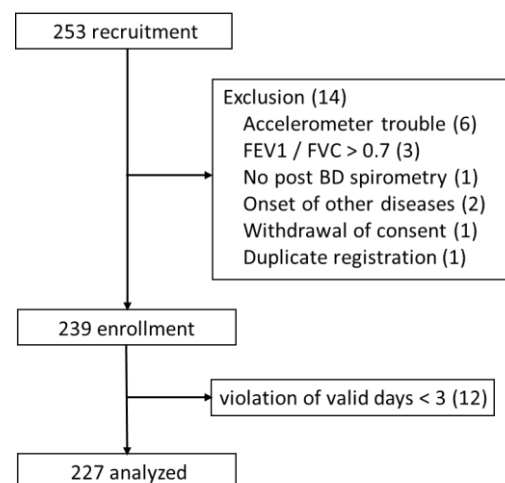 253 recruitment
Exclusion (14)
Accelerometer trouble (6)
FEV1 / FVC > 0.7 (3)
No post BD spirometry (1)
Onset of other diseases (2)
Withdrawal of consent (1)
Duplicate registration (1)
239 enrollment
violation of valid days < 3 (12)
227 analyzed